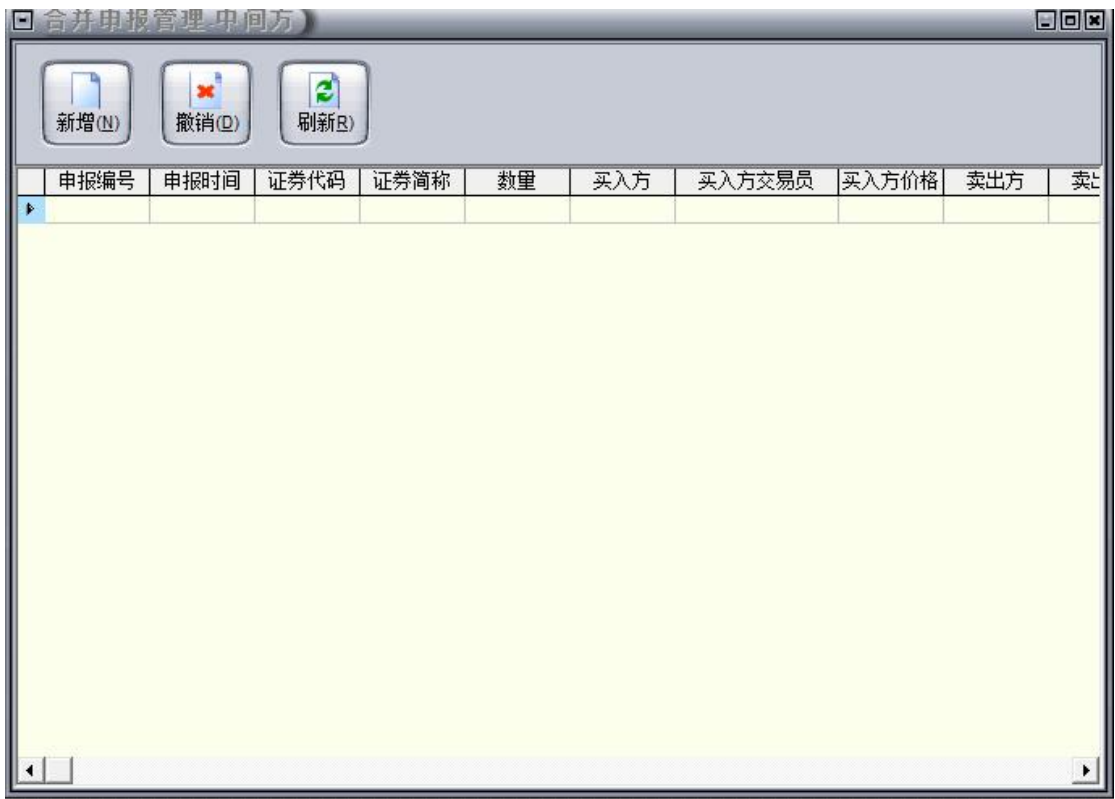 合并申报管理-中间方
新增(N) 撤销(D) 刷新R)
申报编号 申报时间 证券代码 证券简称 数量 买入方 买入方交易员 买入方价格 卖出方 卖